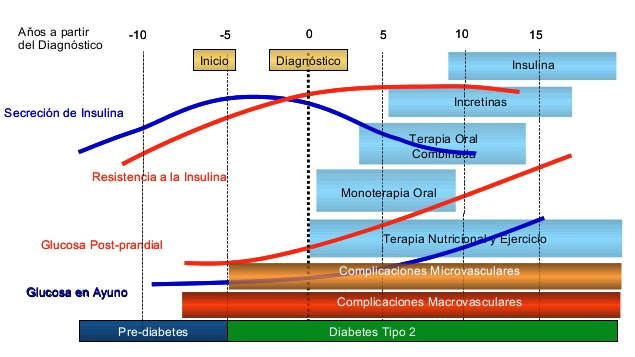 Años a partir
del Diagnóstico
-10
-5
0
5
10
15
Inicio
Diagnóstico
Insulina
Incretinas
Secreción de Insulina
Terapia Oral
Combinada
Resistencia a la Insulina
Monoterapia Oral
Glucosa Post-prandial
Terapia Nutricional y Ejercicio
Complicaciones Microvasculares
Glucosa en Ayuno
Complicaciones Macrovasculares
Pre-diabetes
Diabetes Tipo 2